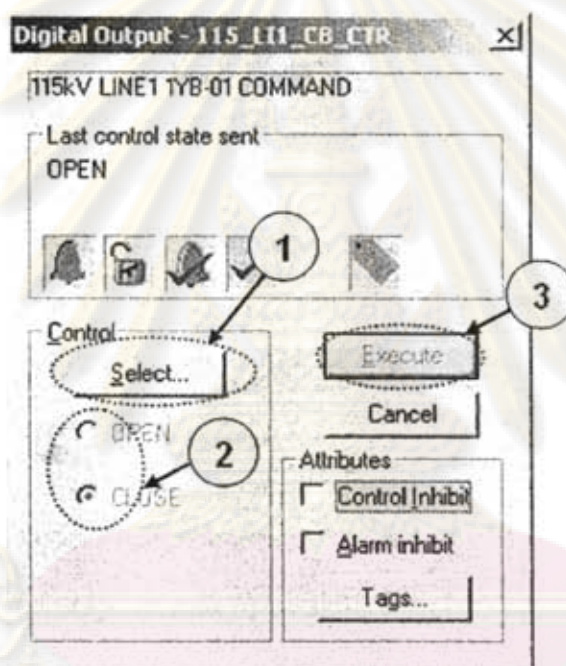 Digital Output - 115_LI1_CB_CTR
115kV LINE1 1YB-01 COMMAND
Last control state sent
OPEN
1
3
Control
Select...
Execute
OPEN
Cancel
2
CLOSE
Attributes
Control Inhibit
Alarm inhibit
Tags...